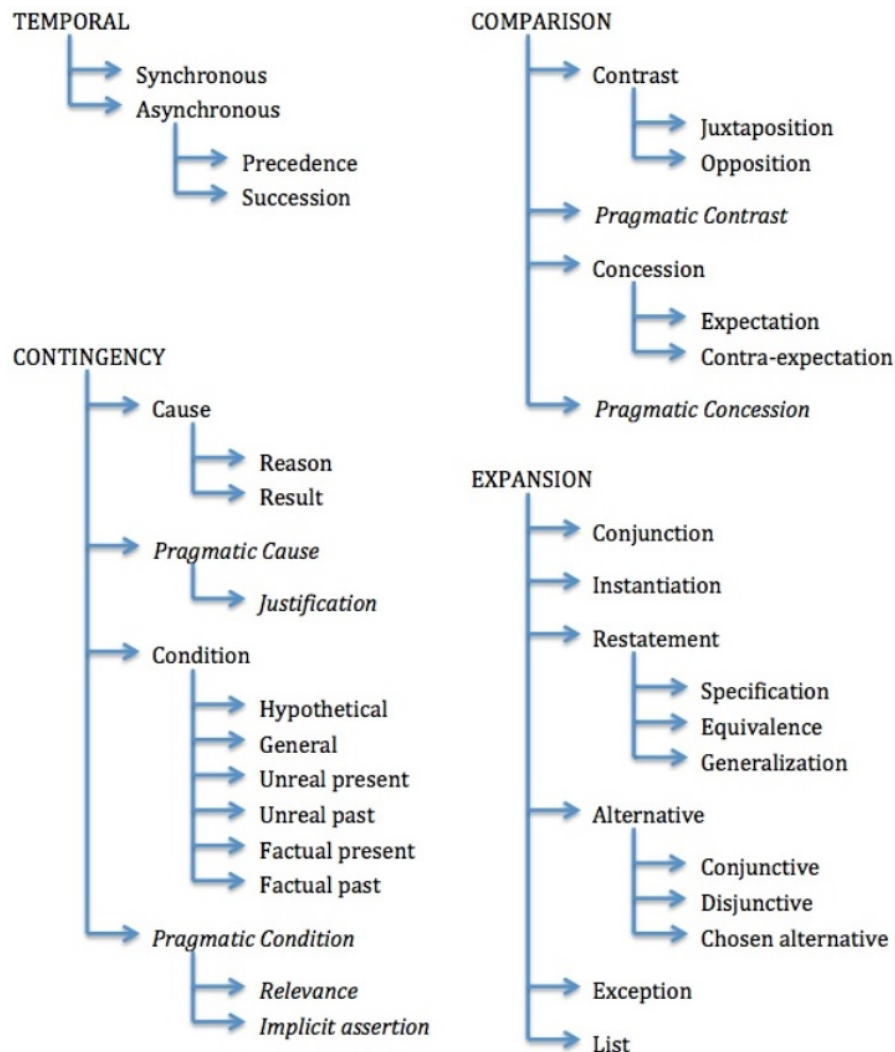 TEMPORAL
Synchronous
Asynchronous
Precedence
Succession
CONTINGENCY
Cause
Reason
Result
Pragmatic Cause
Justification
Condition
Hypothetical
General
Unreal present
Unreal past
Factual present
Factual past
Pragmatic Condition
Relevance
Implicit assertion
COMPARISON
Contrast
Juxtaposition
Opposition
Pragmatic Contrast
Concession
Expectation
Contra-expectation
Pragmatic Concession
EXPANSION
Conjunction
Instantiation
Restatement
Specification
Equivalence
Generalization
Alternative
Conjunctive
Disjunctive
Chosen alternative
Exception
List